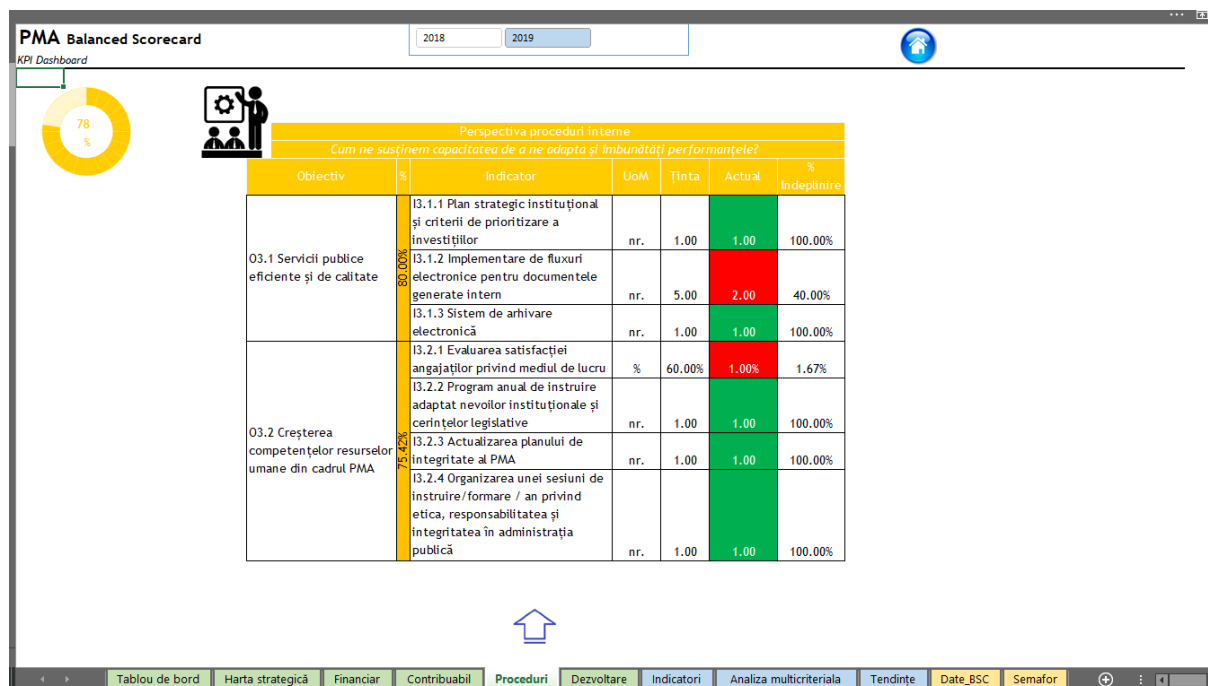 PMA Balanced Scorecard
KPI Dashboard
2018 2019
78
%
Perspectiva proceduri interne
Cum ne susținem capacitatea de a ne adapta și îmbunătăți performanțele?
Obiectiv % Indicator UoM Ținta Actual %
Indeplinire
O3.1 Servicii publice
eficiente și de calitate
80.00%
I3.1.1 Plan strategic instituțional
și criterii de prioritizare a
investițiilor
nr. 1.00 1.00 100.00%
I3.1.2 Implementare de fluxuri
electronice pentru documentele
generate intern
nr. 5.00 2.00 40.00%
I3.1.3 Sistem de arhivare
electronică
nr. 1.00 1.00 100.00%
O3.2 Creșterea
competențelor resurselor
umane din cadrul PMA
75.42%
I3.2.1 Evaluarea satisfacției
angajaților privind mediul de lucru
% 60.00% 1.00% 1.67%
I3.2.2 Program anual de instruire
adaptat nevoilor instituționale și
cerințelor legislative
nr. 1.00 1.00 100.00%
I3.2.3 Actualizarea planului de
integritate al PMA
nr. 1.00 1.00 100.00%
I3.2.4 Organizarea unei sesiuni de
instruire/formare / an privind
etica, responsabilitatea și
integritatea în administrația
publică
nr. 1.00 1.00 100.00%
Tablou de bord Harta strategică Financiar Contribuabil Proceduri Dezvoltare Indicatori Analiza multicriteriala Tendințe Date_BSC Semafor